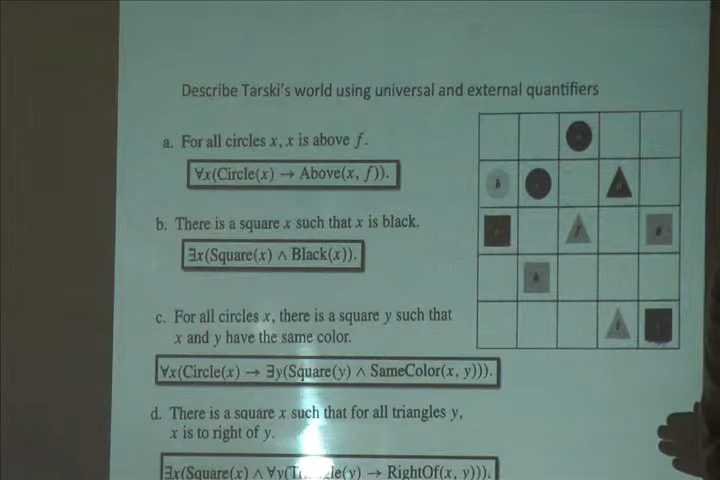 Describe Tarski's world using universal and external quantifiers
a. For all circles x, x is above f.
∀x(Circle(x) → Above(x, f)).
b. There is a square x such that x is black.
∃x(Square(x) ∧ Black(x)).
c. For all circles x, there is a square y such that
x and y have the same color.
∀x(Circle(x) → ∃y(Square(y) ∧ SameColor(x, y))).
d. There is a square x such that for all triangles y,
x is to right of y.
∃x(Square(x) ∧ ∀y(Triangle(y) → RightOf(x, y))).
b
d
f